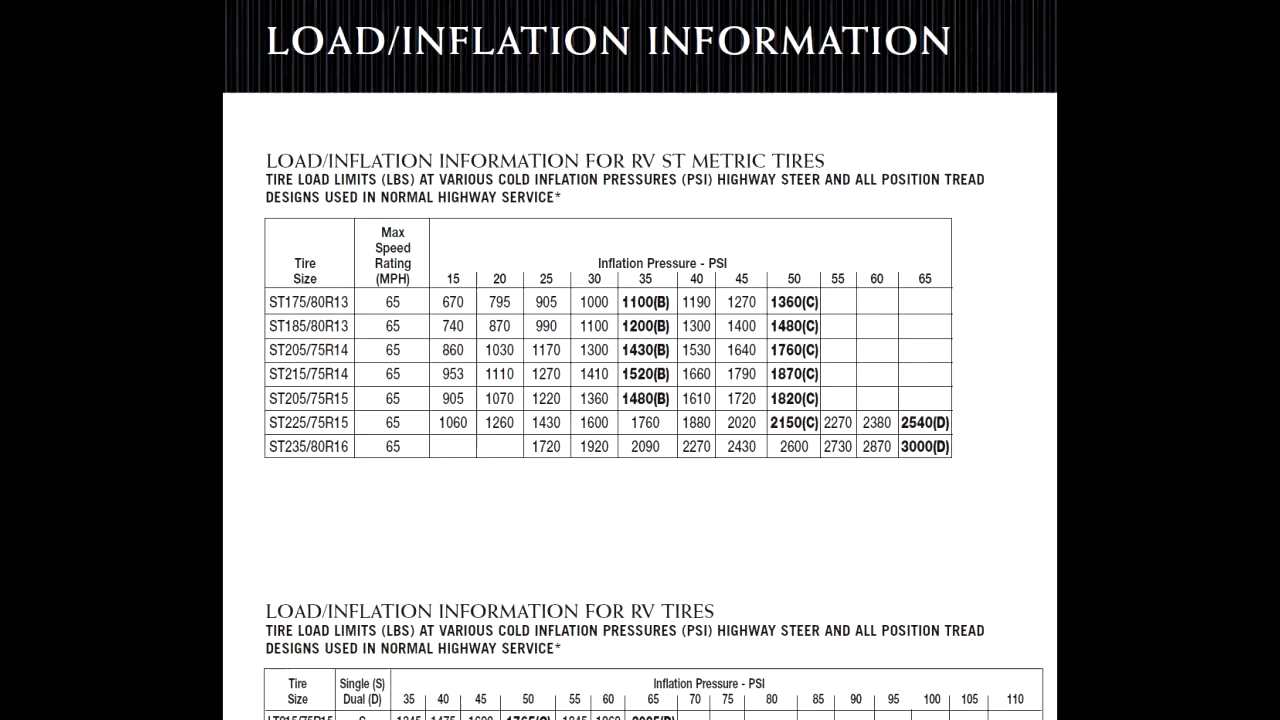 LOAD/INFLATION INFORMATION
LOAD/INFLATION INFORMATION FOR RV ST METRIC TIRES
TIRE LOAD LIMITS (LBS) AT VARIOUS COLD INFLATION PRESSURES (PSI) HIGHWAY STEER AND ALL POSITION TREAD
DESIGNS USED IN NORMAL HIGHWAY SERVICE*
Max
Speed
Tire Rating Inflation Pressure - PSI
Size (MPH) 15 20 25 30 35 40 45 50 55 60 65
ST175/80R13 65 670 795 905 1000 1100(B) 1190 1270 1360(C)
ST185/80R13 65 740 870 990 1100 1200(B) 1300 1400 1480(C)
ST205/75R14 65 860 1030 1170 1300 1430(B) 1530 1640 1760(C)
ST215/75R14 65 953 1110 1270 1410 1520(B) 1660 1790 1870(C)
ST205/75R15 65 905 1070 1220 1360 1480(B) 1610 1720 1820(C)
ST225/75R15 65 1060 1260 1430 1600 1760 1880 2020 2150(C) 2270 2380 2540(D)
ST235/80R16 65 1720 1920 2090 2270 2430 2600 2730 2870 3000(D)
LOAD/INFLATION INFORMATION FOR RV TIRES
TIRE LOAD LIMITS (LBS) AT VARIOUS COLD INFLATION PRESSURES (PSI) HIGHWAY STEER AND ALL POSITION TREAD
DESIGNS USED IN NORMAL HIGHWAY SERVICE*
Tire Single (S) Inflation Pressure - PSI
Size Dual (D) 35 40 45 50 55 60 65 70 75 80 85 90 95 100 105 110